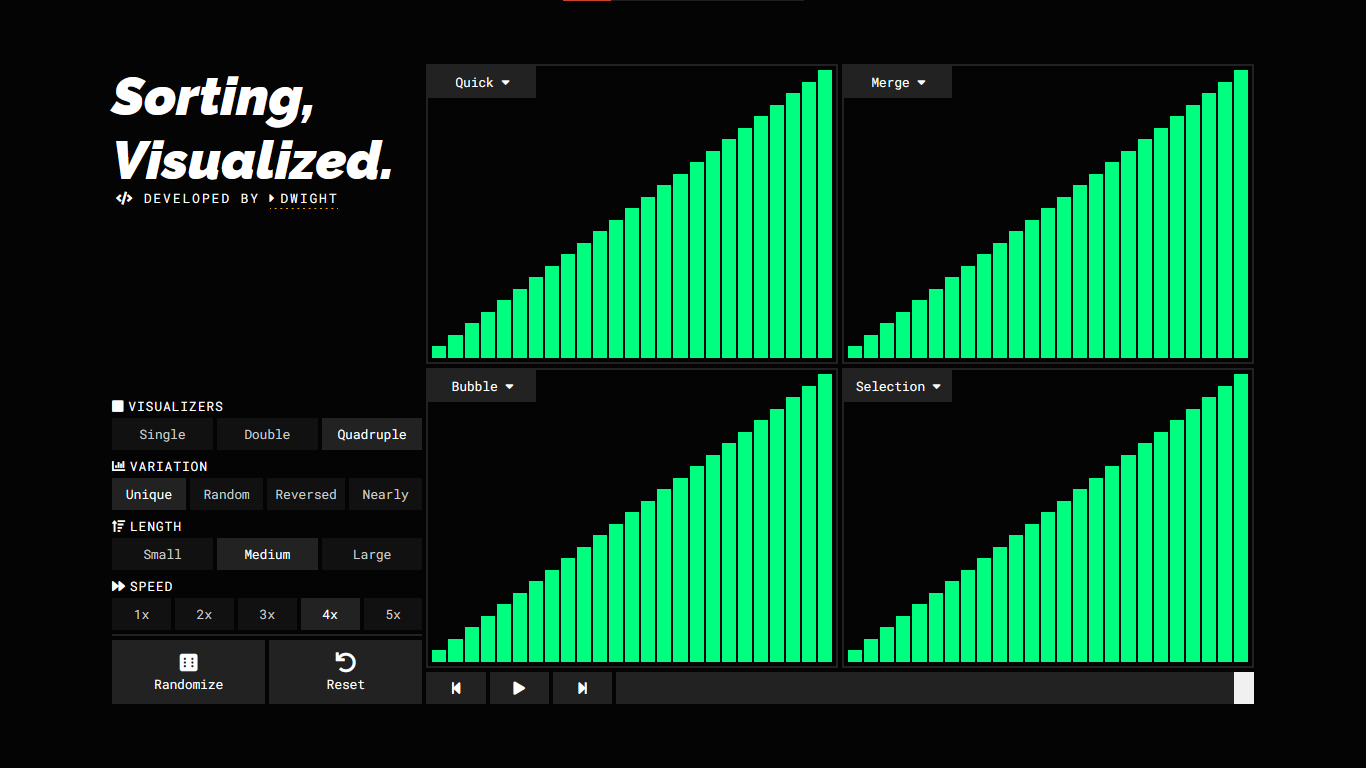 Sorting,
Visualized.
DEVELOPED BY DWIGHT
VISUALIZERS
Single Double Quadruple
VARIATION
Unique Random Reversed Nearly
LENGTH
Small Medium Large
SPEED
1x 2x 3x 4x 5x
Randomize Reset
Quick
Merge
Bubble
Selection